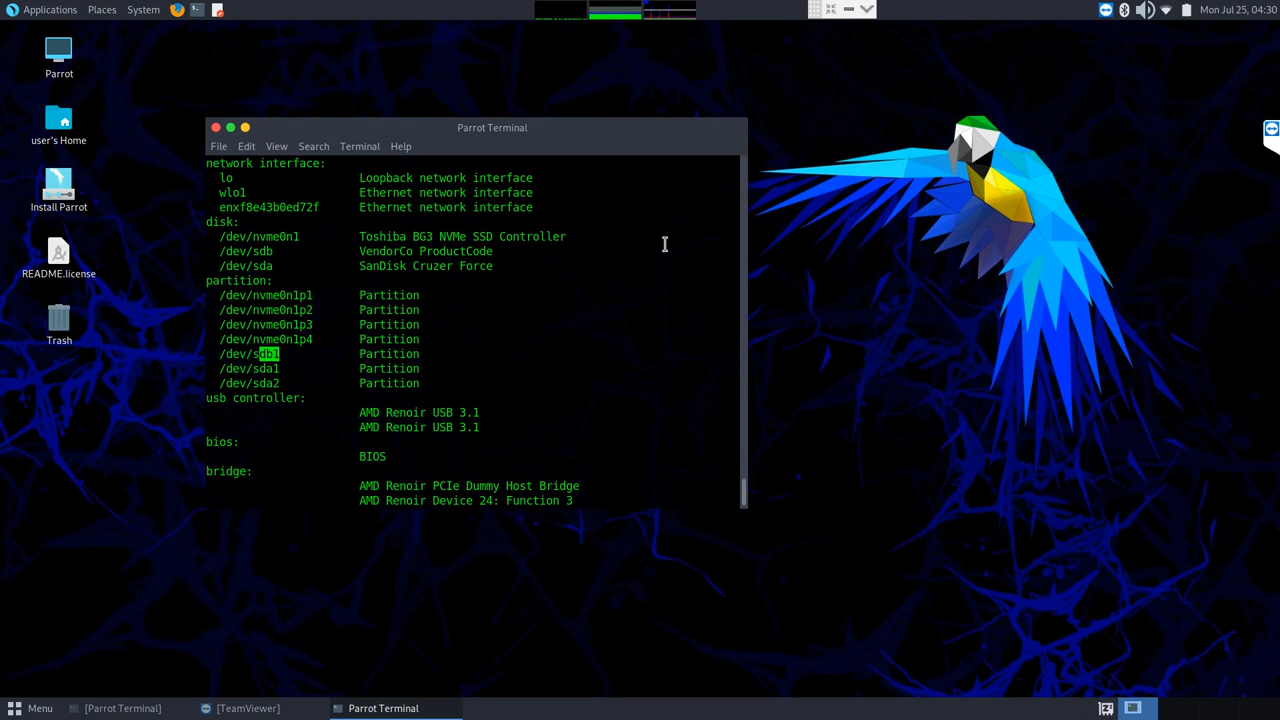 Applications Places System
Mon Jul 25, 04:30
Parrot
user's Home
Install Parrot
README.license
Trash
Parrot Terminal
File Edit View Search Terminal Help
network interface:
lo Loopback network interface
wlo1 Ethernet network interface
enxf8e43b0ed72f Ethernet network interface
disk:
/dev/nvme0n1 Toshiba BG3 NVMe SSD Controller
/dev/sdb VendorCo ProductCode
/dev/sda SanDisk Cruzer Force
partition:
/dev/nvme0n1p1 Partition
/dev/nvme0n1p2 Partition
/dev/nvme0n1p3 Partition
/dev/nvme0n1p4 Partition
/dev/sdb1 Partition
/dev/sda1 Partition
/dev/sda2 Partition
usb controller:
AMD Renoir USB 3.1
AMD Renoir USB 3.1
bios:
BIOS
bridge:
AMD Renoir PCIe Dummy Host Bridge
AMD Renoir Device 24: Function 3
Menu [Parrot Terminal] [TeamViewer] Parrot Terminal